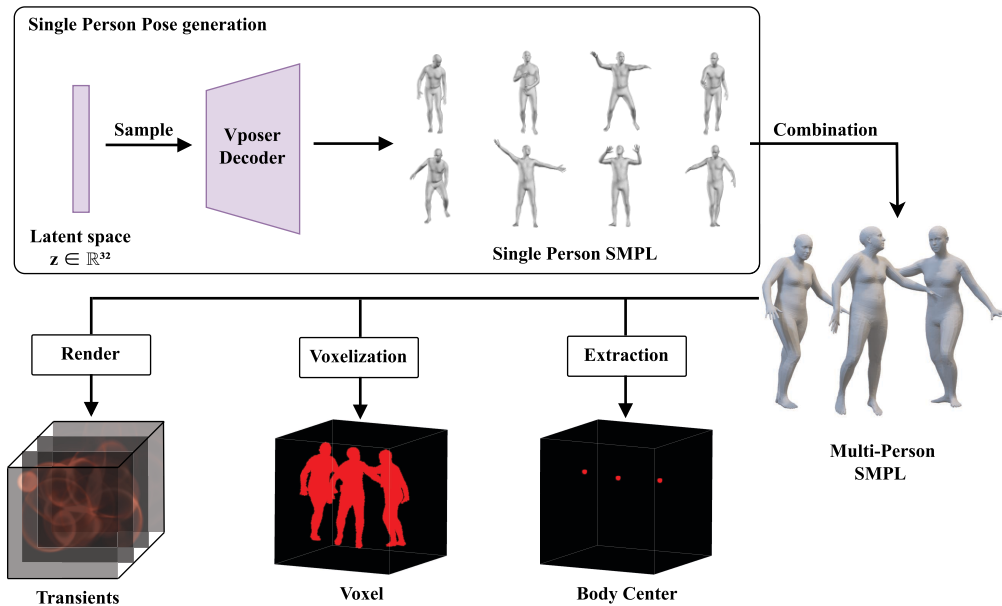 Single Person Pose generation
Sample
Vposer
Decoder
Combination
Latent space
z ∈ ℝ³²
Single Person SMPL
Render
Voxelization
Extraction
Multi-Person
SMPL
Transients
Voxel
Body Center